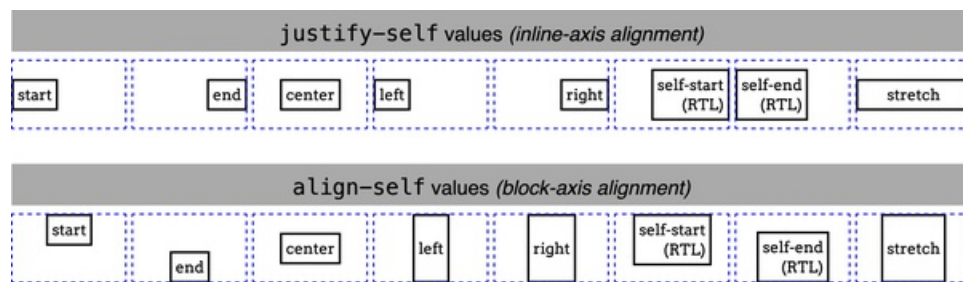 justify-self values (inline-axis alignment)
start end center left right self-start self-end stretch
(RTL) (RTL)
align-self values (block-axis alignment)
start end center left right self-start self-end stretch
(RTL) (RTL)